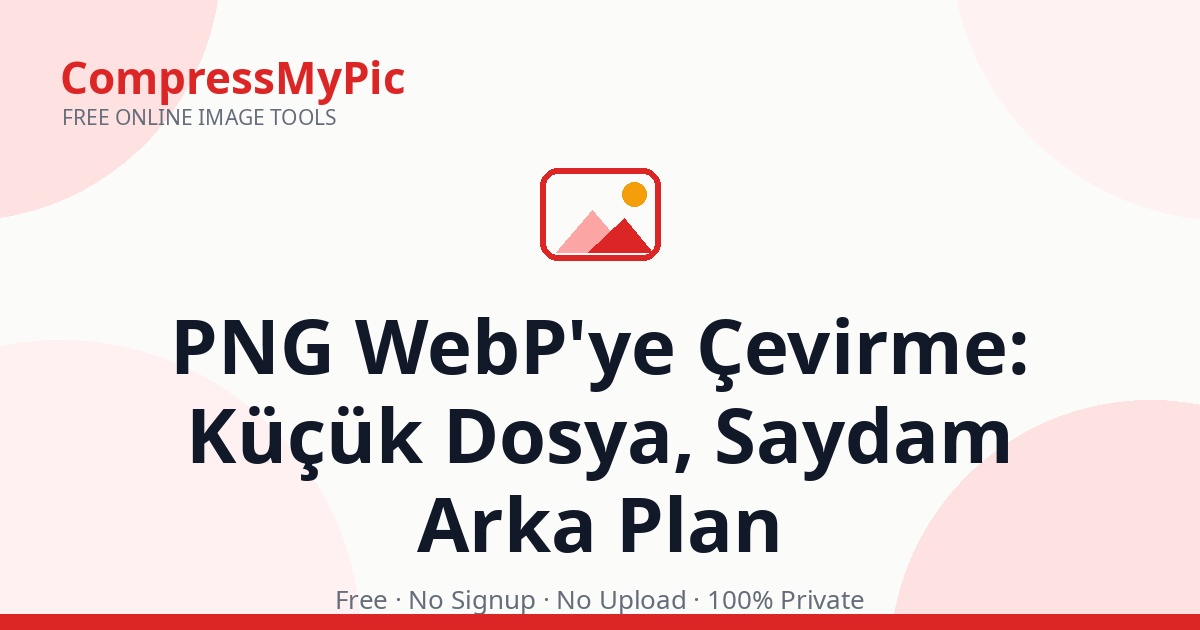 CompressMyPic
FREE ONLINE IMAGE TOOLS
PNG WebP'ye Çevirme:
Küçük Dosya, Saydam
Arka Plan
Free · No Signup · No Upload · 100% Private